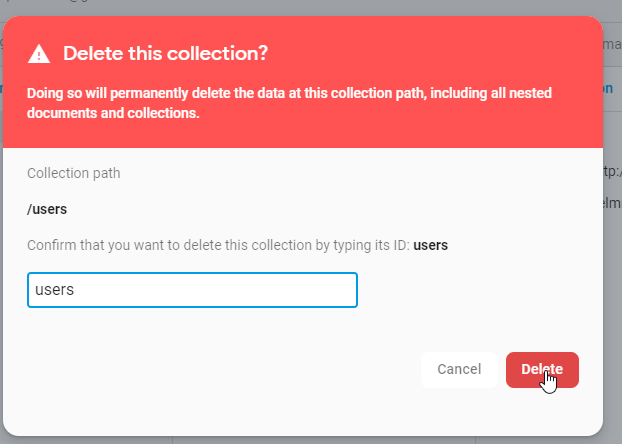 Delete this collection?
Doing so will permanently delete the data at this collection path, including all nested
documents and collections.
Collection path
/users
Confirm that you want to delete this collection by typing its ID: users
users
Cancel
Delete